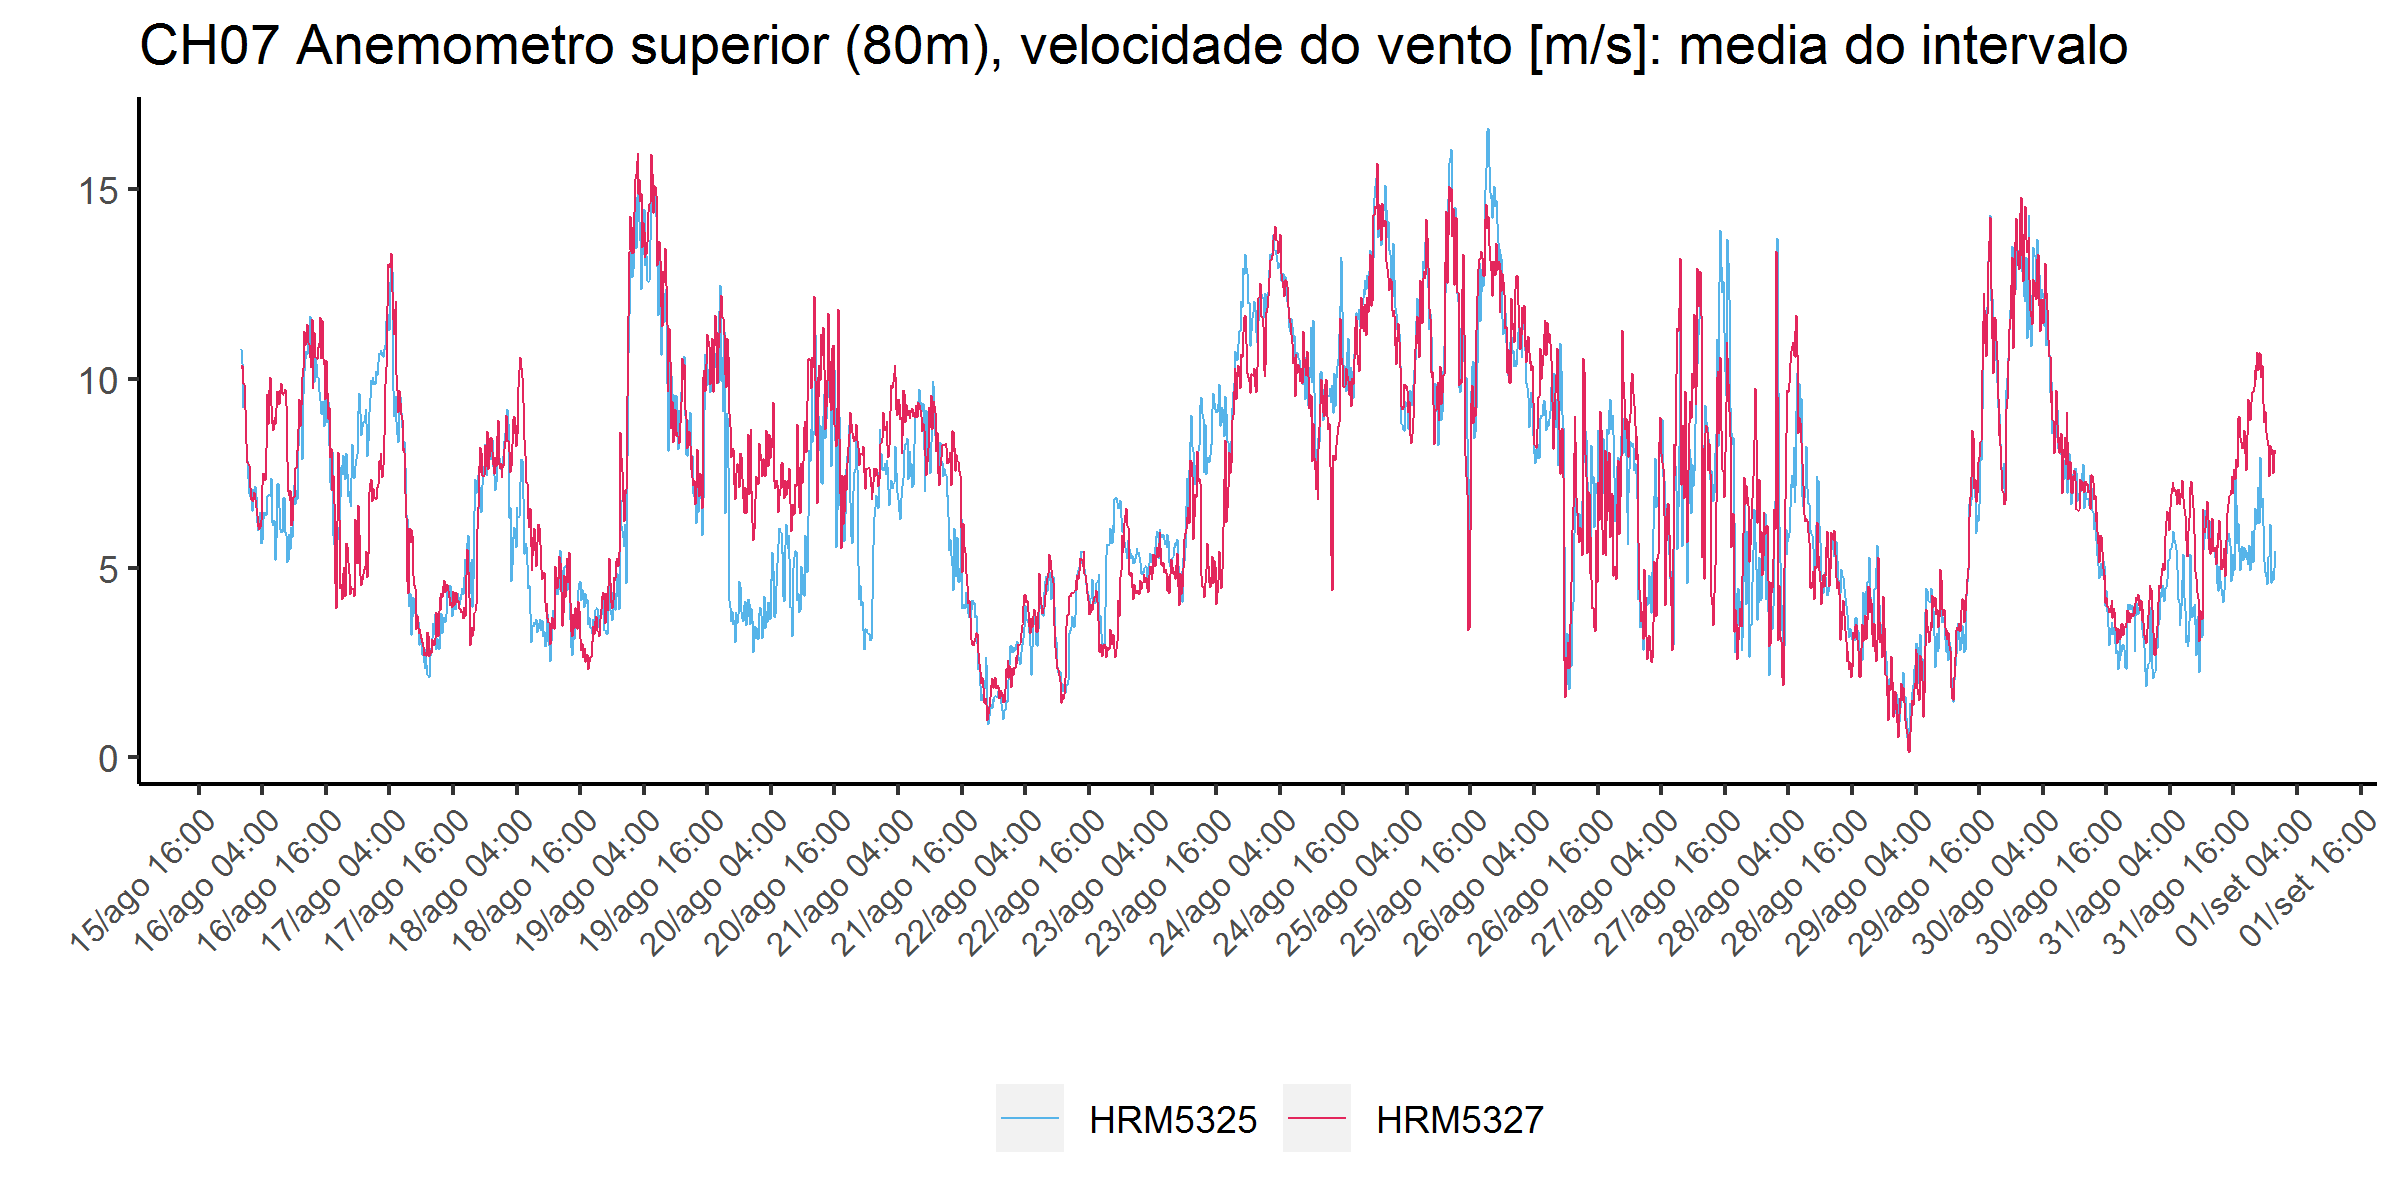 CH07 Anemometro superior (80m), velocidade do vento [m/s]: media do intervalo
15
10
5
0
15/ago 16:00
16/ago 04:00
16/ago 16:00
17/ago 04:00
17/ago 16:00
18/ago 04:00
18/ago 16:00
19/ago 04:00
19/ago 16:00
20/ago 04:00
20/ago 16:00
21/ago 04:00
21/ago 16:00
22/ago 04:00
22/ago 16:00
23/ago 04:00
23/ago 16:00
24/ago 04:00
24/ago 16:00
25/ago 04:00
25/ago 16:00
26/ago 04:00
26/ago 16:00
27/ago 04:00
27/ago 16:00
28/ago 04:00
28/ago 16:00
29/ago 04:00
29/ago 16:00
30/ago 04:00
30/ago 16:00
31/ago 04:00
31/ago 16:00
01/set 04:00
01/set 16:00
HRM5325
HRM5327